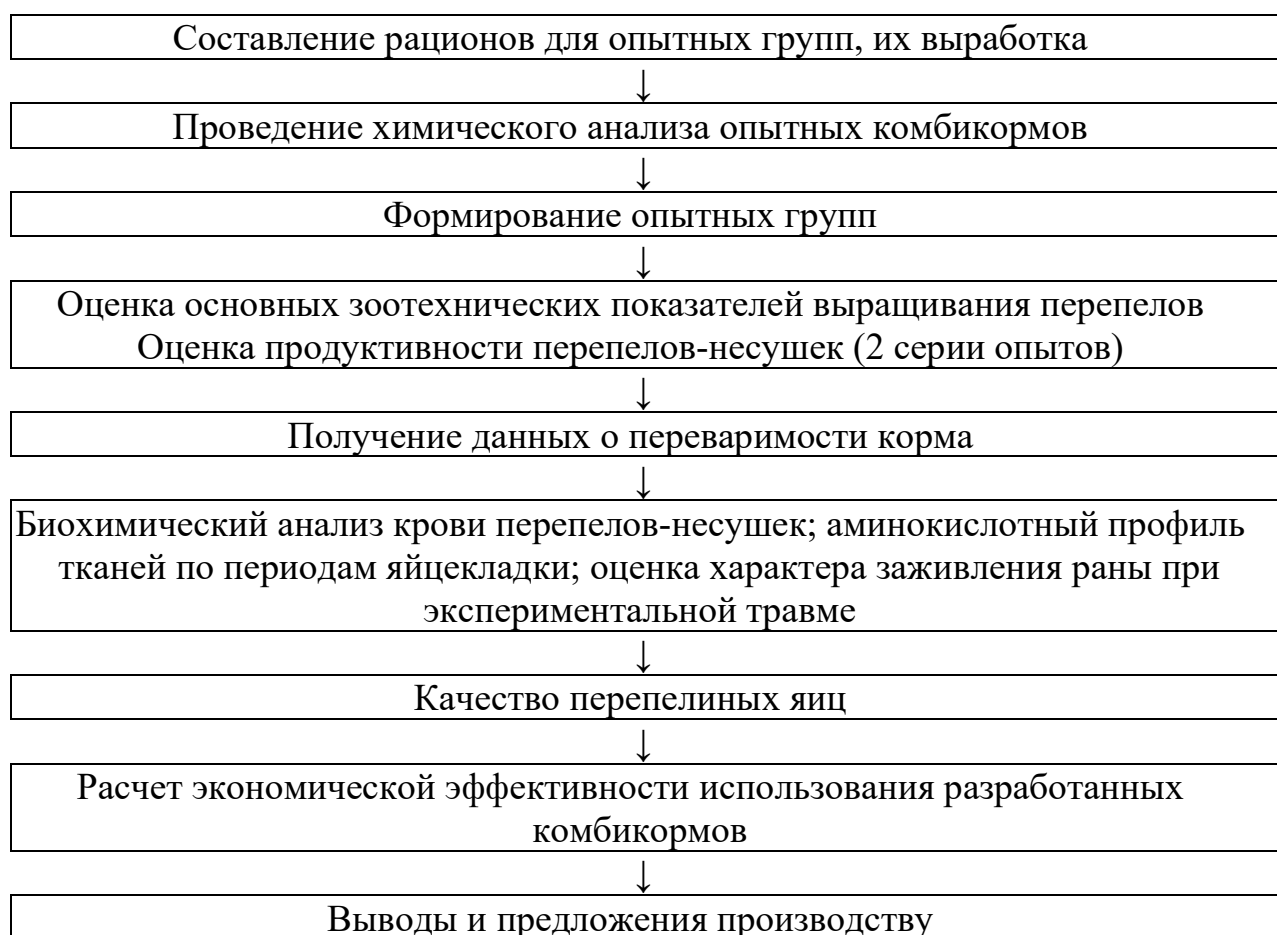 Составление рационов для опытных групп, их выработка
↓
Проведение химического анализа опытных комбикормов
↓
Формирование опытных групп
↓
Оценка основных зоотехнических показателей выращивания перепелов
Оценка продуктивности перепелов-несушек (2 серии опытов)
↓
Получение данных о переваримости корма
↓
Биохимический анализ крови перепелов-несушек; аминокислотный профиль
тканей по периодам яйцекладки; оценка характера заживления раны при
экспериментальной травме
↓
Качество перепелиных яиц
↓
Расчет экономической эффективности использования разработанных
комбикормов
↓
Выводы и предложения производству